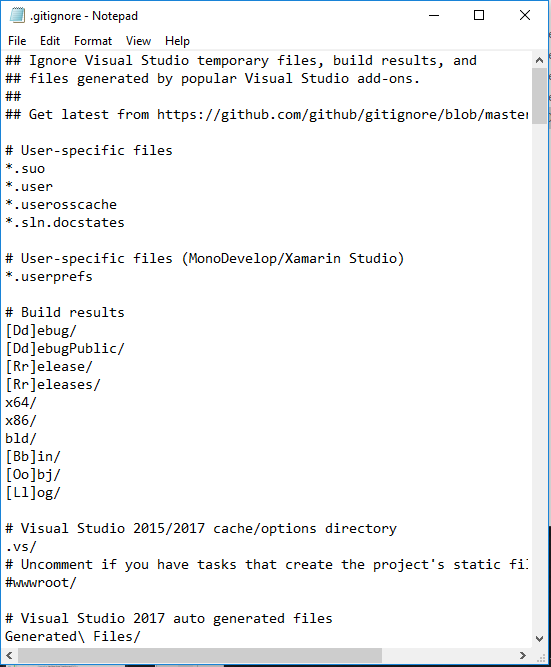 .gitignore - Notepad
File Edit Format View Help
## Ignore Visual Studio temporary files, build results, and
## files generated by popular Visual Studio add-ons.
##
## Get latest from https://github.com/github/gitignore/blob/master
# User-specific files
*.suo
*.user
*.userosscache
*.sln.docstates
# User-specific files (MonoDevelop/Xamarin Studio)
*.userprefs
# Build results
[Dd]ebug/
[Dd]ebugPublic/
[Rr]elease/
[Rr]eleases/
x64/
x86/
bld/
[Bb]in/
[Oo]bj/
[Ll]og/
# Visual Studio 2015/2017 cache/options directory
.vs/
# Uncomment if you have tasks that create the project's static fil
#wwwroot/
# Visual Studio 2017 auto generated files
Generated\ Files/